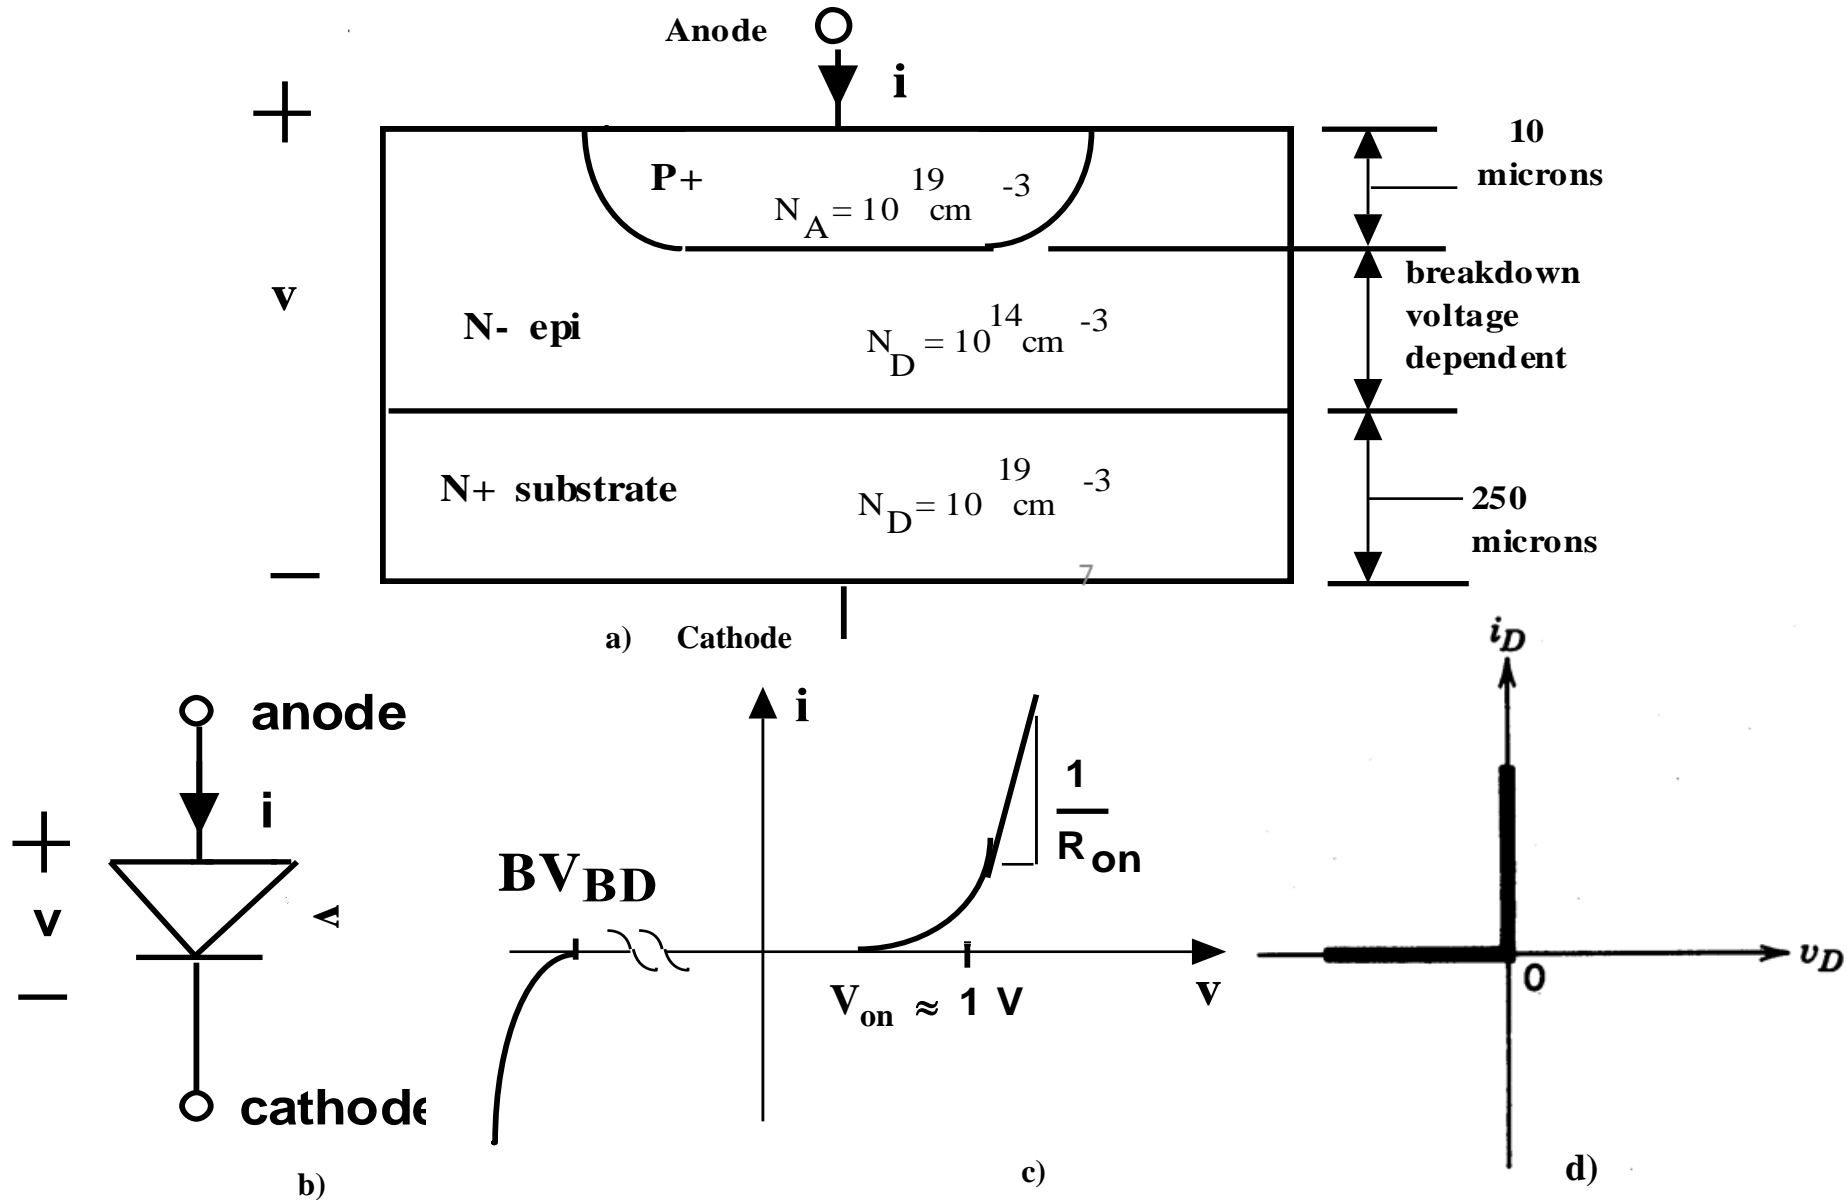 Anode
i
+
10
microns
P+
N_A = 10^19 cm^-3
v
N- epi
N_D = 10^14 cm^-3
breakdown
voltage
dependent
N+ substrate
N_D = 10^19 cm^-3
250
microns
—
7
a) Cathode
anode
i
+
v
v
—
cathode
b)
i
1
R_on
BV_BD
V_on ≈ 1 V
v
c)
i_D
v_D
0
d)